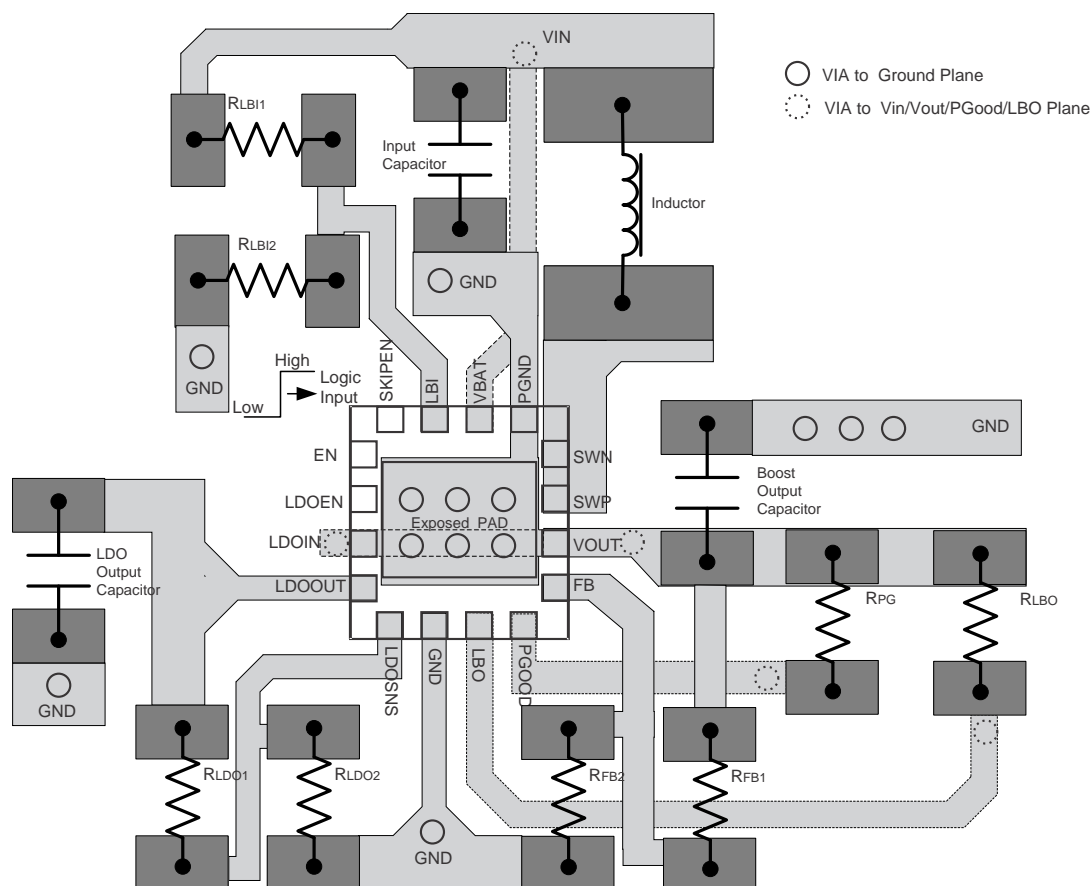 VIN
VIA to Ground Plane
VIA to Vin/Vout/PGood/LBO Plane
RLBI1
Input
Capacitor
Inductor
RLBI2
GND
GND
High
Low
Logic
Input
SKIPEN
LBI
VBAT
PGND
EN
LDOEN
LDOIN
LDOOUT
SWN
SWP
VOUT
FB
Exposed PAD
LDOSNS
GND
LBO
PGOOD
GND
Boost
Output
Capacitor
LDO
Output
Capacitor
GND
RPG
RLBO
RLDO1
RLDO2
RFB2
RFB1
GND